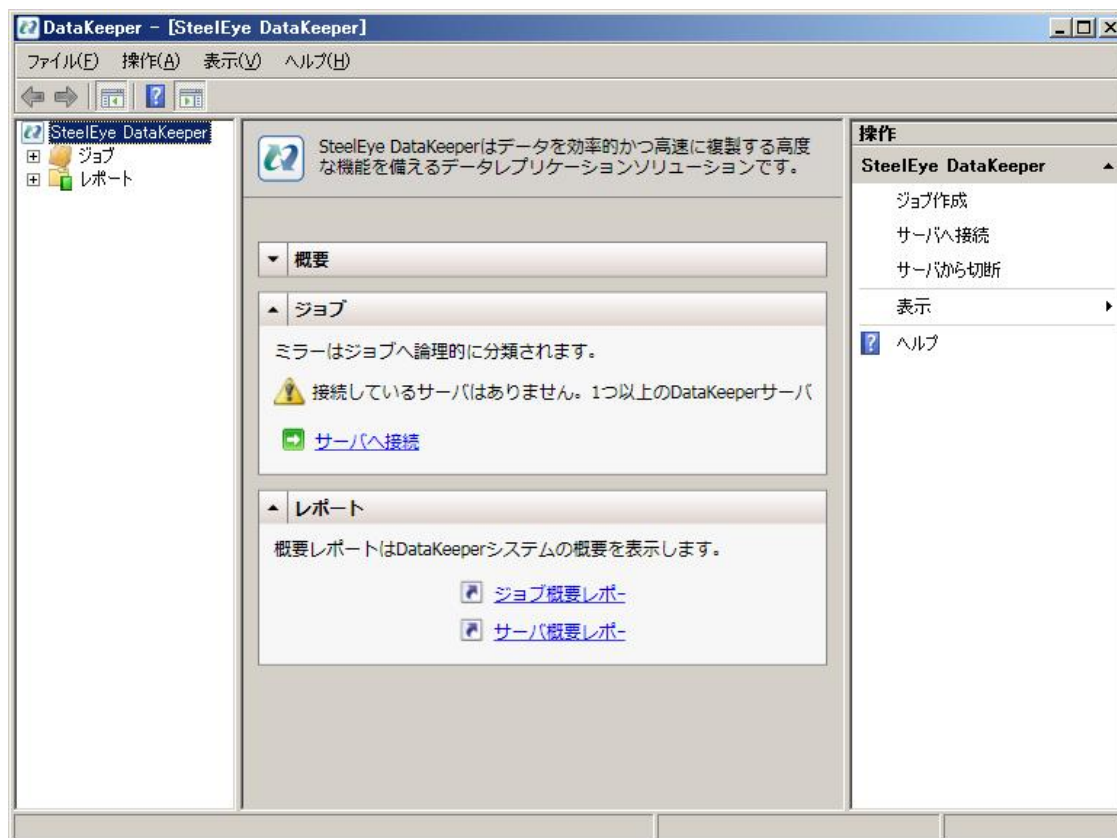 DataKeeper - [SteelEye DataKeeper]
ファイル(F) 操作(A) 表示(V) ヘルプ(H)
SteelEye DataKeeper
ジョブ
レポート
SteelEye DataKeeperはデータを効率的かつ高速に複製する高度
な機能を備えるデータレプリケーションソリューションです。
概要
ジョブ
ミラーはジョブへ論理的に分類されます。
接続しているサーバはありません。1つ以上のDataKeeperサーバ
サーバへ接続
レポート
概要レポートはDataKeeperシステムの概要を表示します。
ジョブ概要レポー
サーバ概要レポー
操作
SteelEye DataKeeper
ジョブ作成
サーバへ接続
サーバから切断
表示
ヘルプ